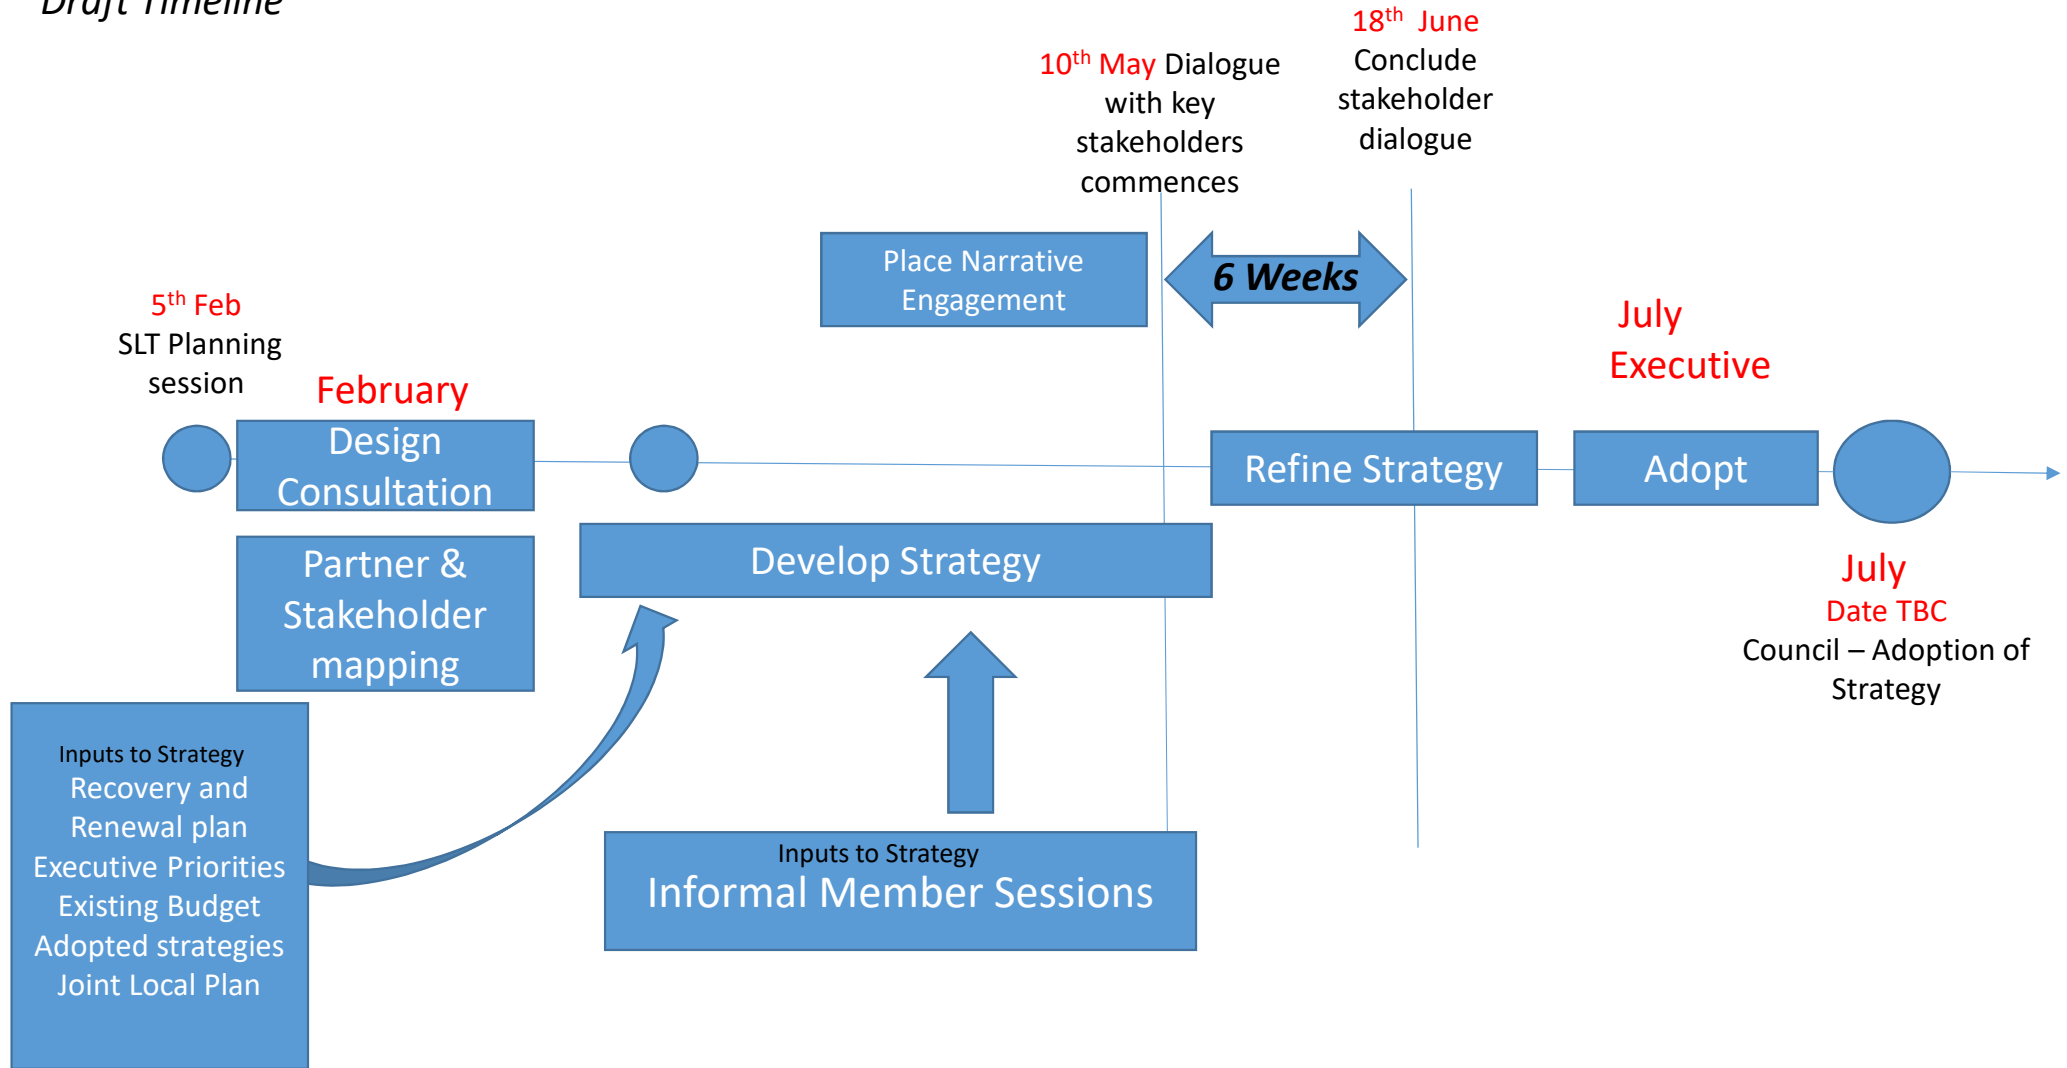 Draft Timeline
18th June
Conclude
stakeholder
dialogue
10th May Dialogue
with key
stakeholders
commences
Place Narrative
Engagement
6 Weeks
5th Feb
SLT Planning
session
February
July
Executive
Design
Consultation
Refine Strategy
Adopt
Partner &
Stakeholder
mapping
Develop Strategy
July
Date TBC
Council – Adoption of
Strategy
Inputs to Strategy
Recovery and
Renewal plan
Executive Priorities
Existing Budget
Adopted strategies
Joint Local Plan
Inputs to Strategy
Informal Member Sessions